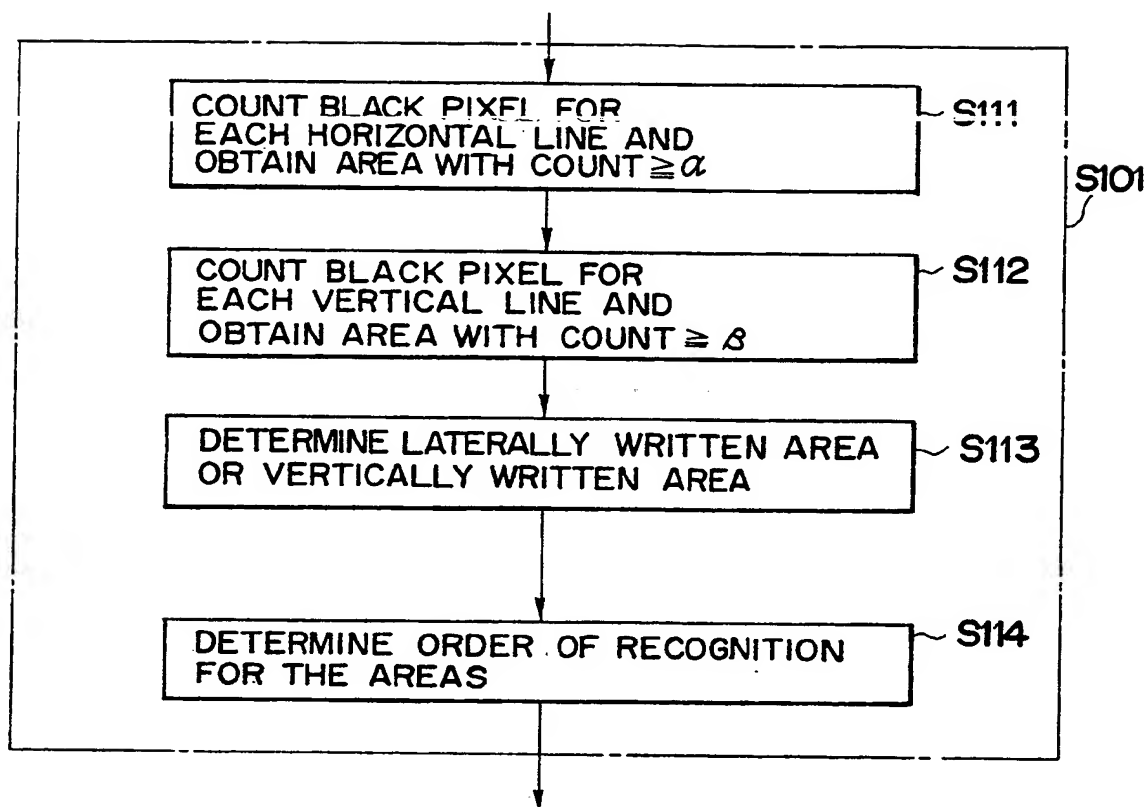 COUNT BLACK PIXEL FOR
EACH HORIZONTAL LINE AND
OBTAIN AREA WITH COUNT ≧ α
S111
S101
COUNT BLACK PIXEL FOR
EACH VERTICAL LINE AND
OBTAIN AREA WITH COUNT ≧ β
S112
DETERMINE LATERALLY WRITTEN AREA
OR VERTICALLY WRITTEN AREA
S113
DETERMINE ORDER OF RECOGNITION
FOR THE AREAS
S114